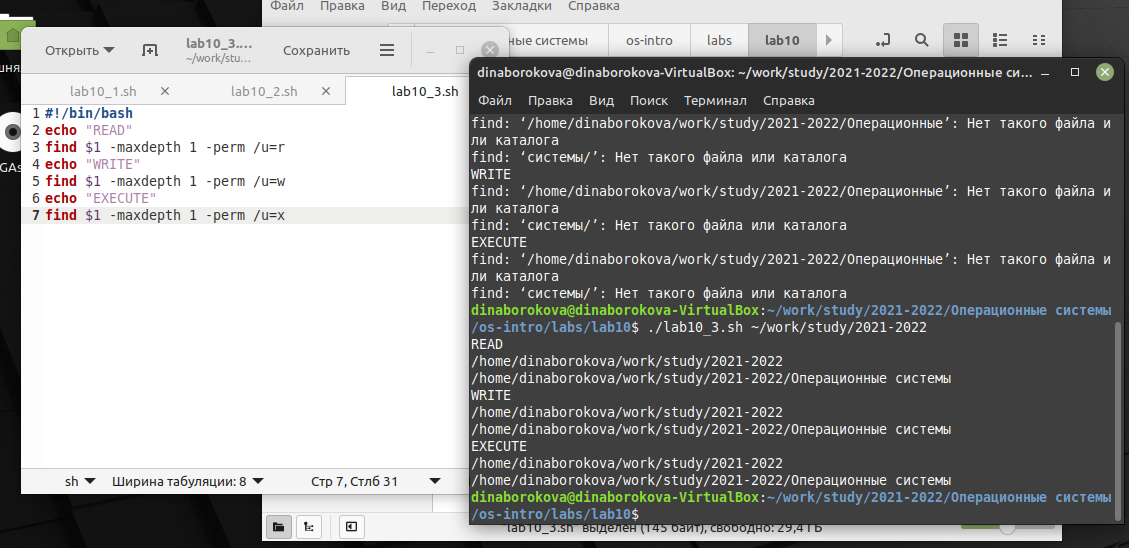 Файл Правка Вид Переход Закладки Справка
ные системы os-intro labs lab10
Открыть lab10_3.... Сохранить
~/work/stu...
lab10_1.sh lab10_2.sh lab10_3.sh
1 #!/bin/bash
2 echo "READ"
3 find $1 -maxdepth 1 -perm /u=r
4 echo "WRITE"
5 find $1 -maxdepth 1 -perm /u=w
6 echo "EXECUTE"
7 find $1 -maxdepth 1 -perm /u=x
sh Ширина табуляции: 8 Стр 7, Стлб 31
dinaborokova@dinaborokova-VirtualBox: ~/work/study/2021-2022/Операционные си...
Файл Правка Вид Поиск Терминал Справка
find: ‘/home/dinaborokova/work/study/2021-2022/Операционные’: Нет такого файла и
ли каталога
find: ‘системы/’: Нет такого файла или каталога
WRITE
find: ‘/home/dinaborokova/work/study/2021-2022/Операционные’: Нет такого файла и
ли каталога
find: ‘системы/’: Нет такого файла или каталога
EXECUTE
find: ‘/home/dinaborokova/work/study/2021-2022/Операционные’: Нет такого файла и
ли каталога
find: ‘системы/’: Нет такого файла или каталога
dinaborokova@dinaborokova-VirtualBox:~/work/study/2021-2022/Операционные системы
/os-intro/labs/lab10$ ./lab10_3.sh ~/work/study/2021-2022
READ
/home/dinaborokova/work/study/2021-2022
/home/dinaborokova/work/study/2021-2022/Операционные системы
WRITE
/home/dinaborokova/work/study/2021-2022
/home/dinaborokova/work/study/2021-2022/Операционные системы
EXECUTE
/home/dinaborokova/work/study/2021-2022
/home/dinaborokova/work/study/2021-2022/Операционные системы
dinaborokova@dinaborokova-VirtualBox:~/work/study/2021-2022/Операционные системы
/os-intro/labs/lab10$
"lab10_3.sh" выделен (145 байт), свободно: 29,4 ГБ